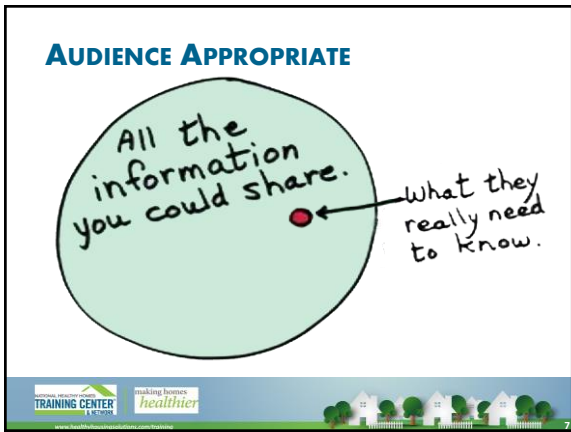 AUDIENCE APPROPRIATE
All the
information
you could share.
What they
really need
to know.
NATIONAL HEALTHY HOMES
TRAINING CENTER
& NETWORK
making homes
healthier
www.healthyhousingsolutions.com/training
7